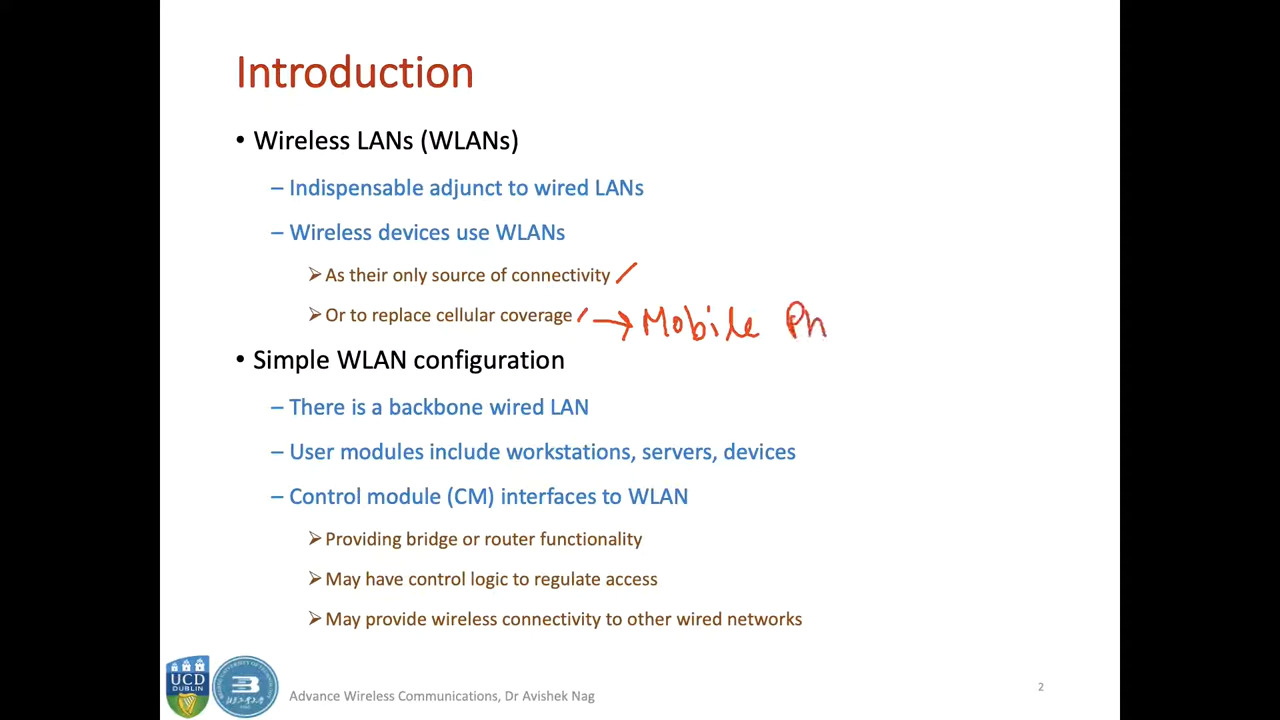 Introduction
• Wireless LANs (WLANs)
– Indispensable adjunct to wired LANs
– Wireless devices use WLANs
➢ As their only source of connectivity
➢ Or to replace cellular coverage → Mobile Ph
• Simple WLAN configuration
– There is a backbone wired LAN
– User modules include workstations, servers, devices
– Control module (CM) interfaces to WLAN
➢ Providing bridge or router functionality
➢ May have control logic to regulate access
➢ May provide wireless connectivity to other wired networks
UCD
DUBLIN
Advance Wireless Communications, Dr Avishek Nag
2